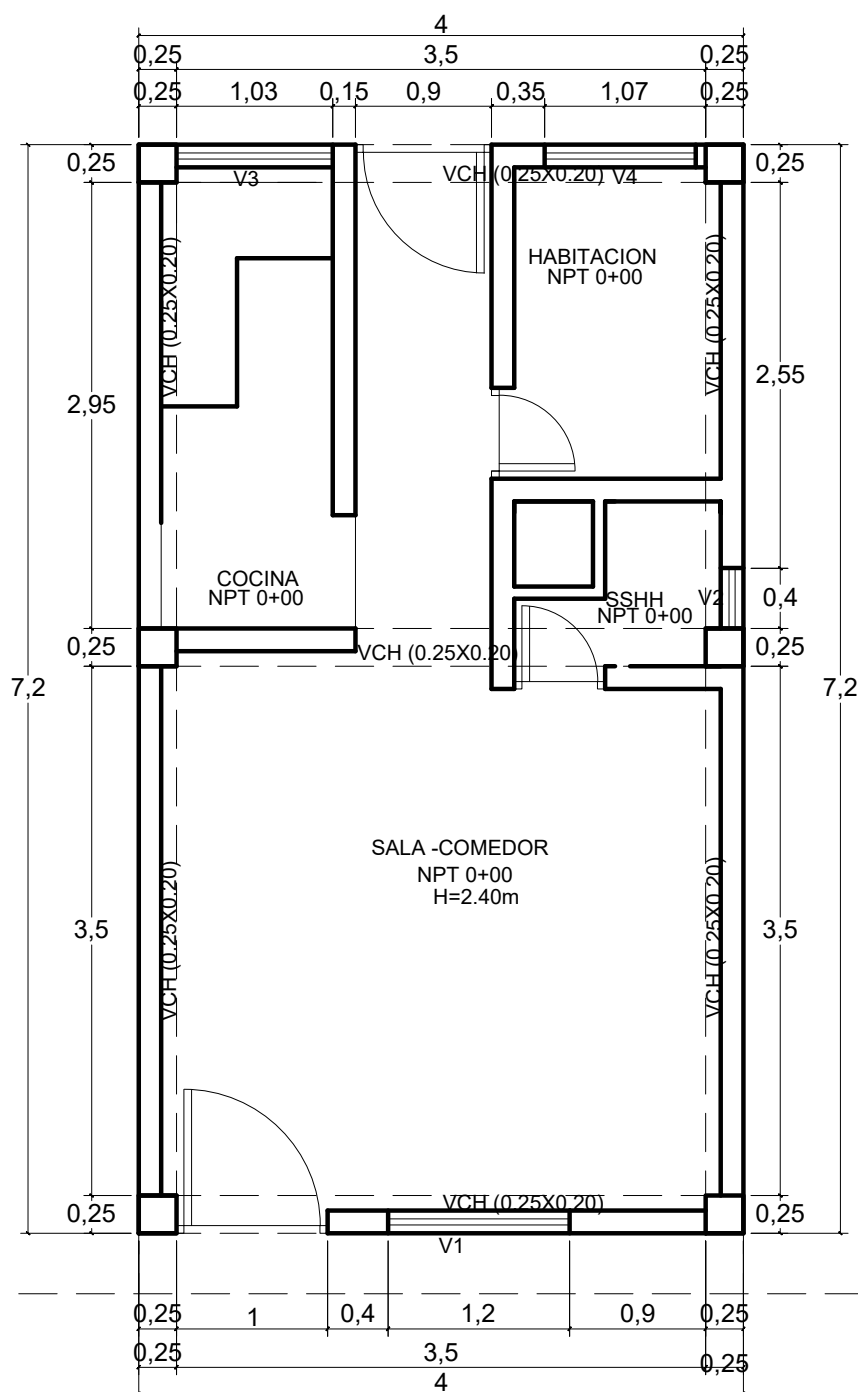 4
0,25 3,5 0,25
0,25 1,03 0,15 0,9 0,35 1,07 0,25
0,25 0,25
V3 VCH (0.25X0.20) V4
HABITACION
NPT 0+00
VCH (0.25X0.20)
VCH (0.25X0.20)
2,95 2,55
COCINA
NPT 0+00
SSHH
NPT 0+00
V2 0,4
0,25 VCH (0.25X0.20) 0,25
7,2 7,2
SALA -COMEDOR
NPT 0+00
H=2.40m
VCH (0.25X0.20)
VCH (0.25X0.20)
3,5 3,5
0,25 VCH (0.25X0.20) 0,25
V1
0,25 1 0,4 1,2 0,9 0,25
0,25 3,5 0,25
4